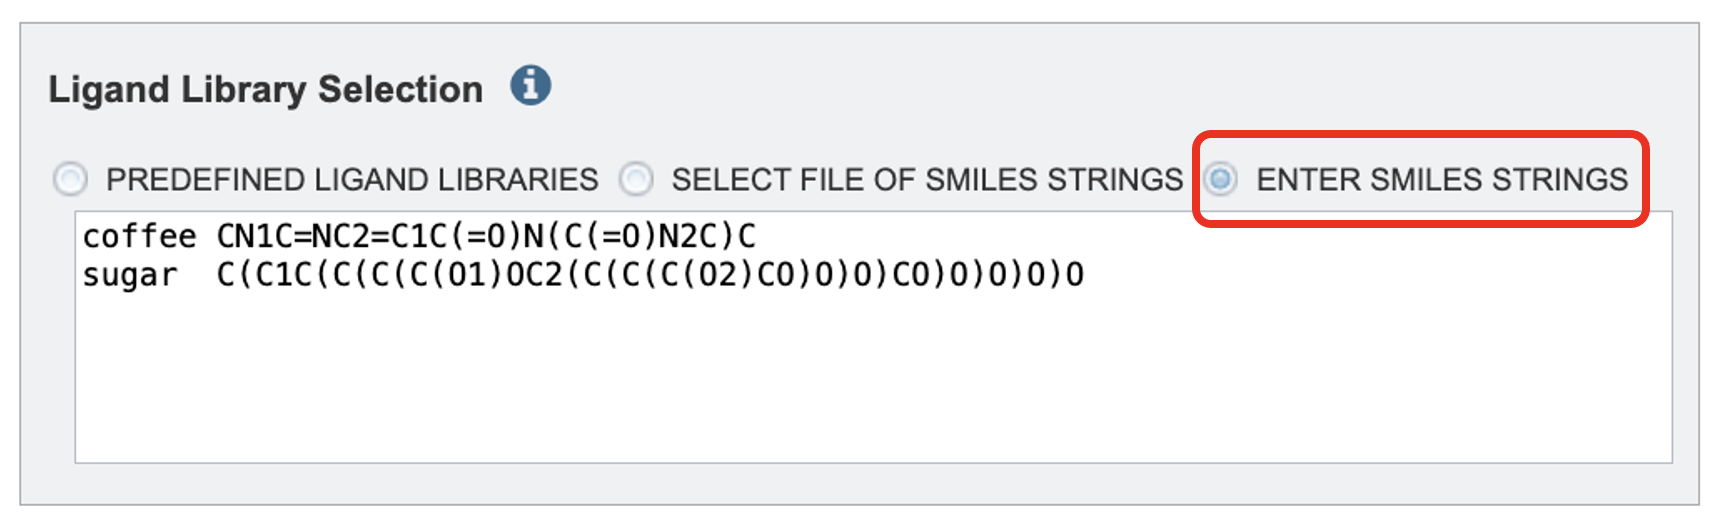 Ligand Library Selection i
PREDEFINED LIGAND LIBRARIES SELECT FILE OF SMILES STRINGS ENTER SMILES STRINGS
coffee CN1C=NC2=C1C(=O)N(C(=O)N2C)C
sugar C(C1C(C(C(C(O1)OC2(C(C(C(O2)CO)O)O)CO)O)O)O)O